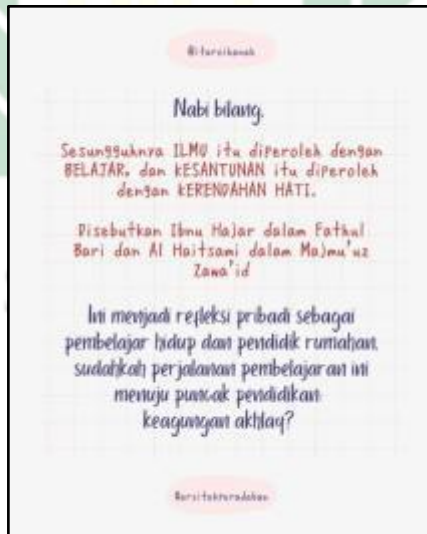 Nabi bilang,
Sesungguhnya ILMU itu diperoleh dengan
BELAJAR, dan KESANTUNAN itu diperoleh
dengan KERENDAHAN HATI.
Disebutkan Ibnu Hajar dalam Fathul
Bari dan Al Haitsami dalam Majmu'uz
Zawa'id
Ini menjadi refleksi pribadi sebagai
pembelajar hidup dan pendidik rumahan,
sudahkah perjalanan pembelajaran ini
menuju puncak pendidikan
keagungan akhlaq?